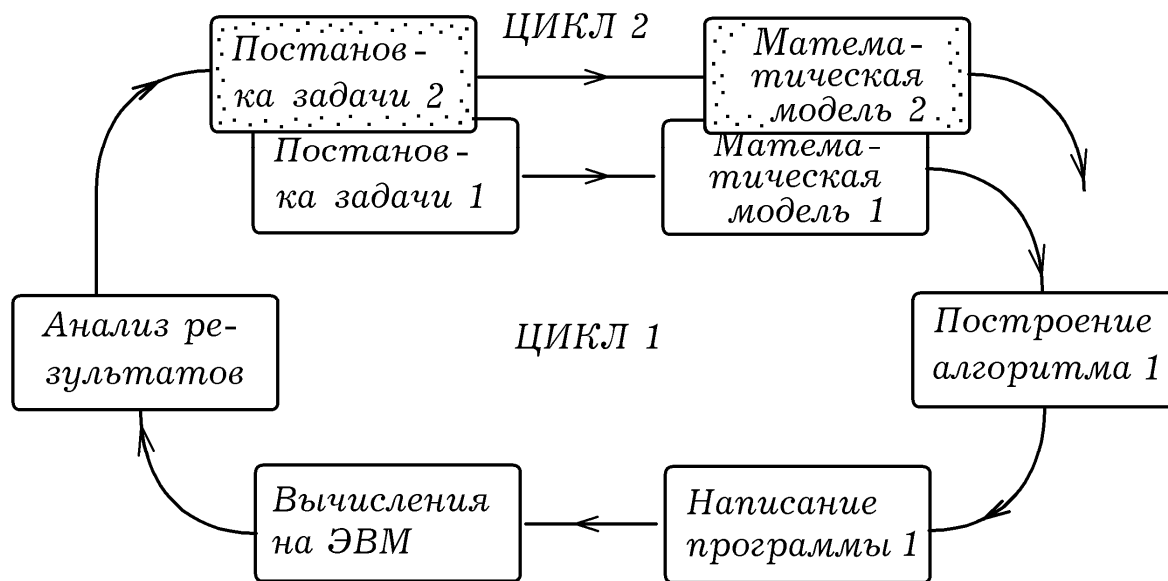 ЦИКЛ 2
Постанов-
ка задачи 2
Матема-
тическая
модель 2
Постанов-
ка задачи 1
Матема-
тическая
модель 1
Анализ ре-
зультатов
ЦИКЛ 1
Построение
алгоритма 1
Вычисления
на ЭВМ
Написание
программы 1